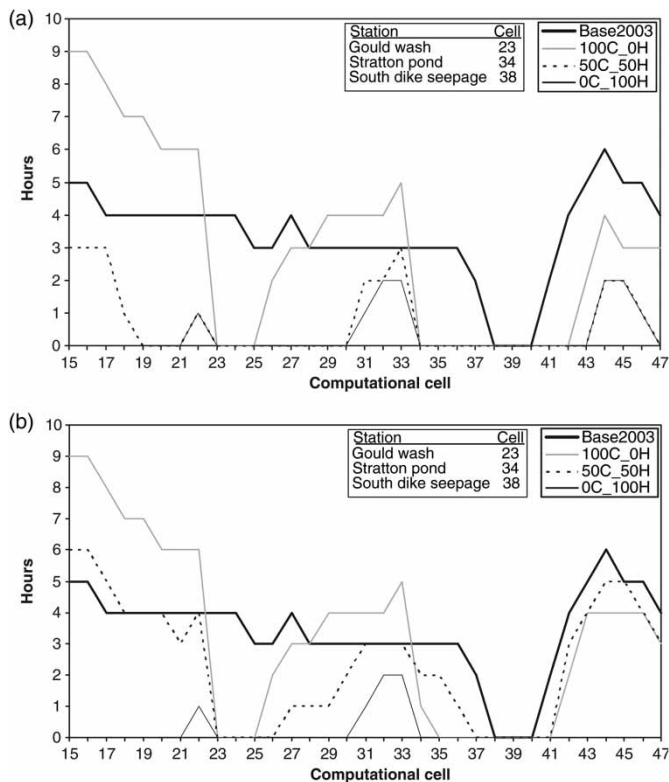 (a)
10
9
8
7
6
5
4
3
2
1
0
Hours
Station Cell
Gould wash 23
Stratton pond 34
South dike seepage 38
Base2003
100C_0H
50C_50H
0C_100H
15 17 19 21 23 25 27 29 31 33 35 37 39 41 43 45 47
Computational cell
(b)
10
9
8
7
6
5
4
3
2
1
0
Hours
Station Cell
Gould wash 23
Stratton pond 34
South dike seepage 38
Base2003
100C_0H
50C_50H
0C_100H
15 17 19 21 23 25 27 29 31 33 35 37 39 41 43 45 47
Computational cell